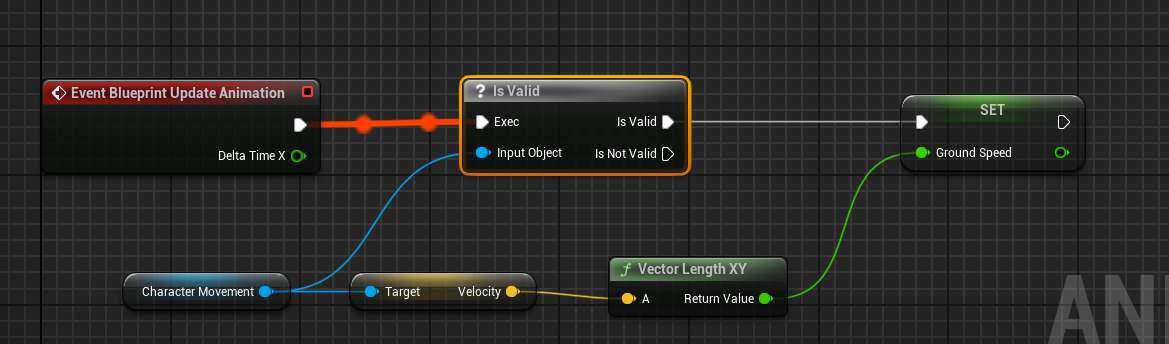 Event Blueprint Update Animation
Delta Time X
? Is Valid
Exec
Is Valid
Input Object
Is Not Valid
SET
Ground Speed
Character Movement
Target
Velocity
f Vector Length XY
A
Return Value
AN